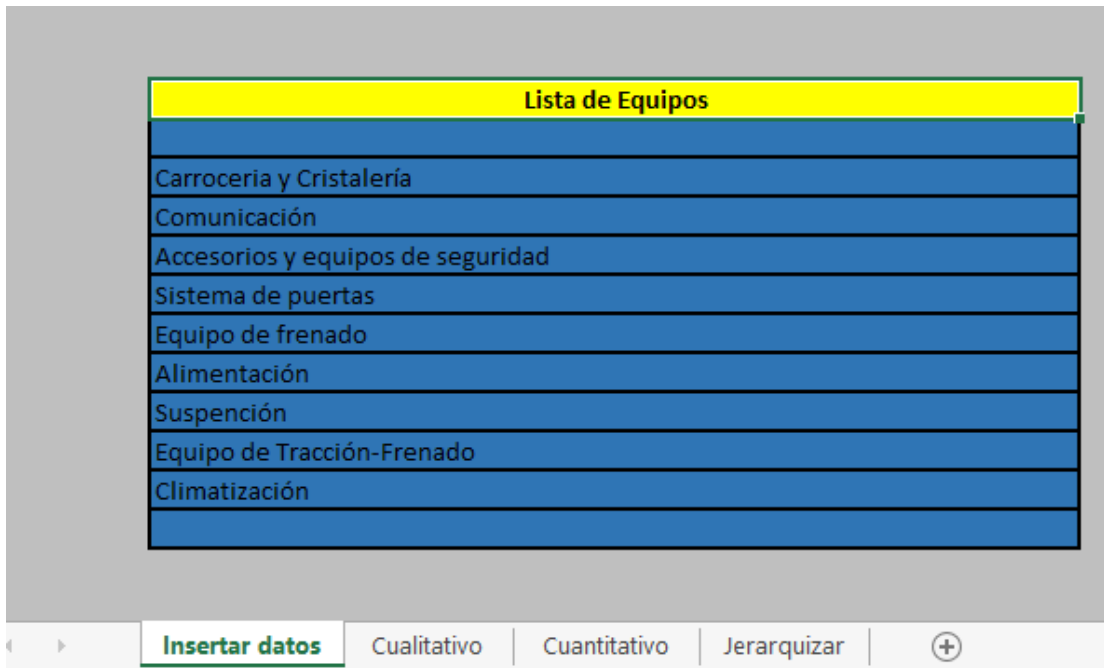 Lista de Equipos
Carroceria y Cristalería
Comunicación
Accesorios y equipos de seguridad
Sistema de puertas
Equipo de frenado
Alimentación
Suspención
Equipo de Tracción-Frenado
Climatización
Insertar datos Cualitativo Cuantitativo Jerarquizar